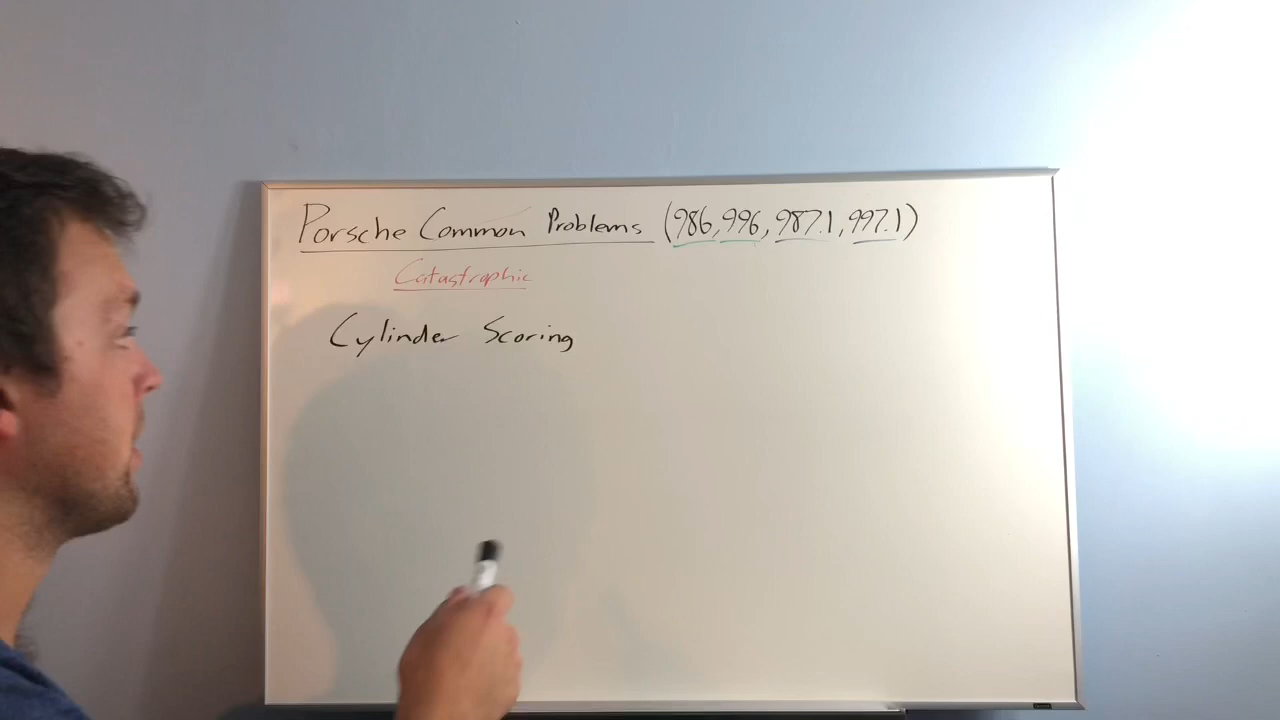 Porsche Common Problems (986, 996, 987.1, 997.1)
Catastrophic
Cylinder Scoring